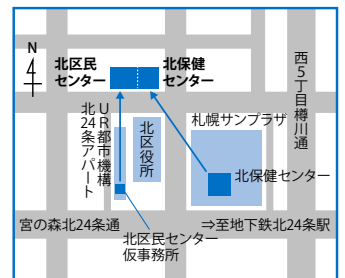 N
北区民
センター
北保健
センター
西5丁目樽川通
UR都市機構
北24条アパート
北区役所
札幌サンプラザ
北保健センター
宮の森北24条通
⇒至地下鉄北24条駅
北区民センター
仮事務所